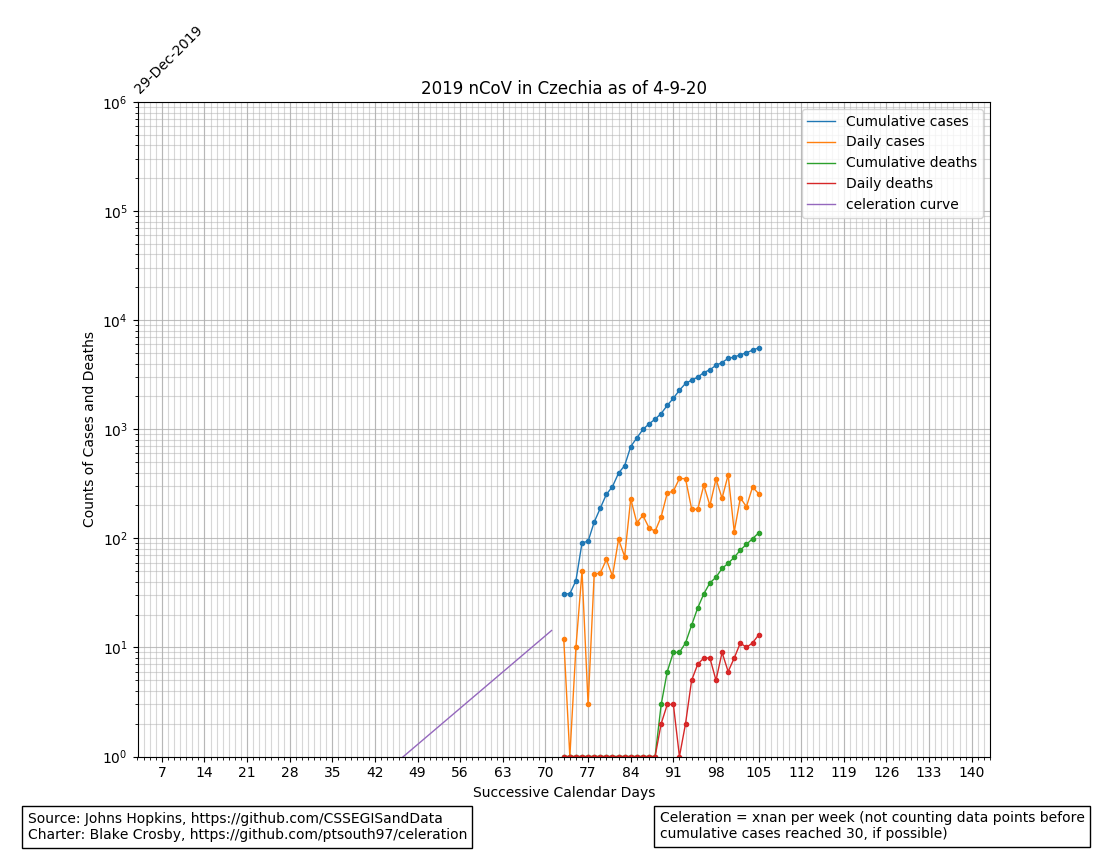 29-Dec-2019
2019 nCoV in Czechia as of 4-9-20
Cumulative cases
Daily cases
Cumulative deaths
Daily deaths
celeration curve
Counts of Cases and Deaths
10^6
10^5
10^4
10^3
10^2
10^1
10^0
7 14 21 28 35 42 49 56 63 70 77 84 91 98 105 112 119 126 133 140
Successive Calendar Days
Source: Johns Hopkins, https://github.com/CSSEGISandData
Charter: Blake Crosby, https://github.com/ptsouth97/celeration
Celeration = xnan per week (not counting data points before
cumulative cases reached 30, if possible)